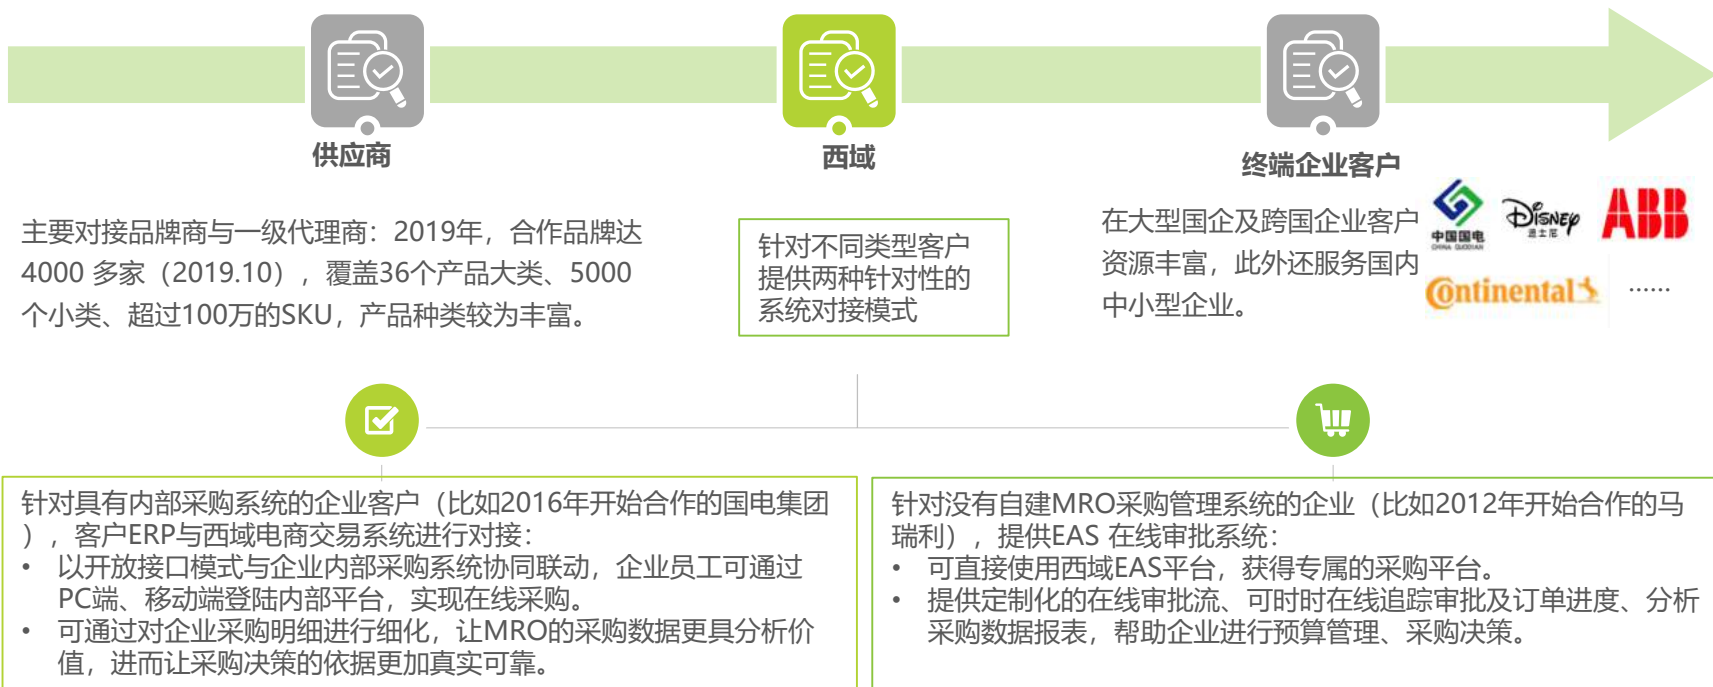 供应商
西域
终端企业客户
主要对接品牌商与一级代理商：2019年，合作品牌达
4000 多家（2019.10），覆盖36个产品大类、5000
个小类、超过100万的SKU，产品种类较为丰富。
针对不同类型客户
提供两种针对性的
系统对接模式
在大型国企及跨国企业客户
资源丰富，此外还服务国内
中小型企业。
中国国电
CHINA GUODIAN
Disney
迪士尼
ABB
Continental
……
针对具有内部采购系统的企业客户（比如2016年开始合作的国电集团
），客户ERP与西域电商交易系统进行对接：
• 以开放接口模式与企业内部采购系统协同联动，企业员工可通过
PC端、移动端登陆内部平台，实现在线采购。
• 可通过对企业采购明细进行细化，让MRO的采购数据更具分析价
值，进而让采购决策的依据更加真实可靠。
针对没有自建MRO采购管理系统的企业（比如2012年开始合作的马
瑞利），提供EAS 在线审批系统：
• 可直接使用西域EAS平台，获得专属的采购平台。
• 提供定制化的在线审批流、可时时在线追踪审批及订单进度、分析
采购数据报表，帮助企业进行预算管理、采购决策。